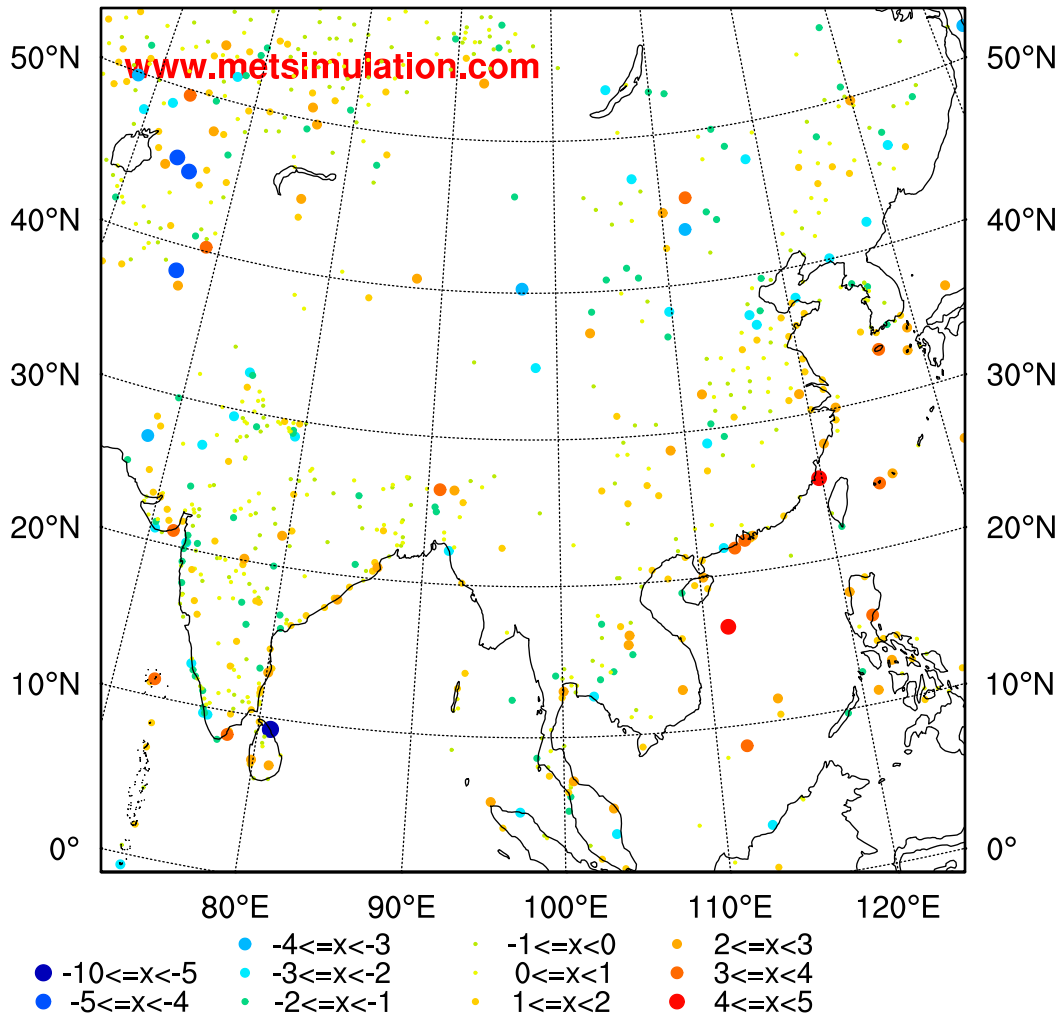 www.metsimulation.com
50°N 50°N
40°N 40°N
30°N 30°N
20°N 20°N
10°N 10°N
0° 0°
80°E 90°E 100°E 110°E 120°E
-4<=x<-3 -1<=x<0 2<=x<3
-10<=x<-5 -3<=x<-2 0<=x<1 3<=x<4
-5<=x<-4 -2<=x<-1 1<=x<2 4<=x<5